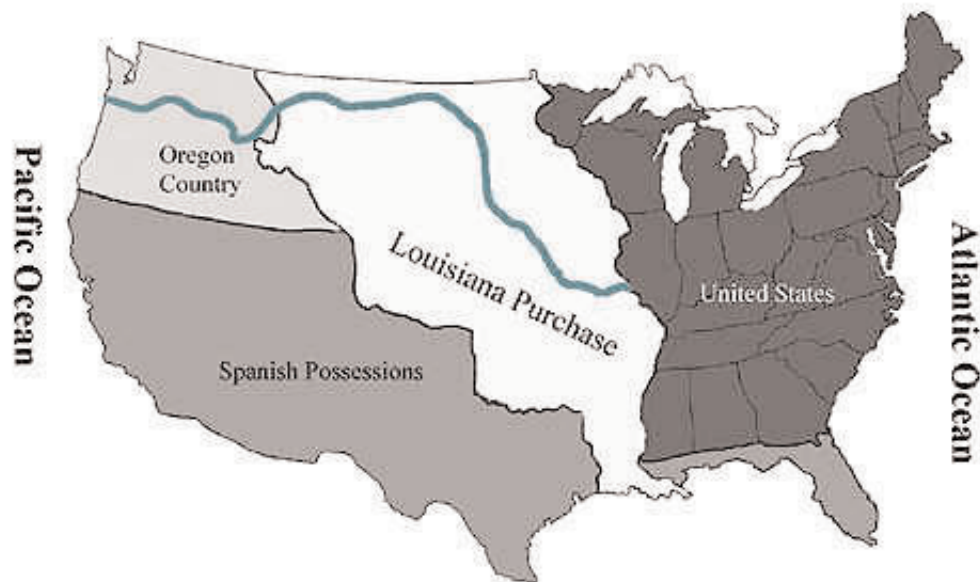 Pacific Ocean
Oregon
Country
Louisiana Purchase
United States
Spanish Possessions
Atlantic Ocean